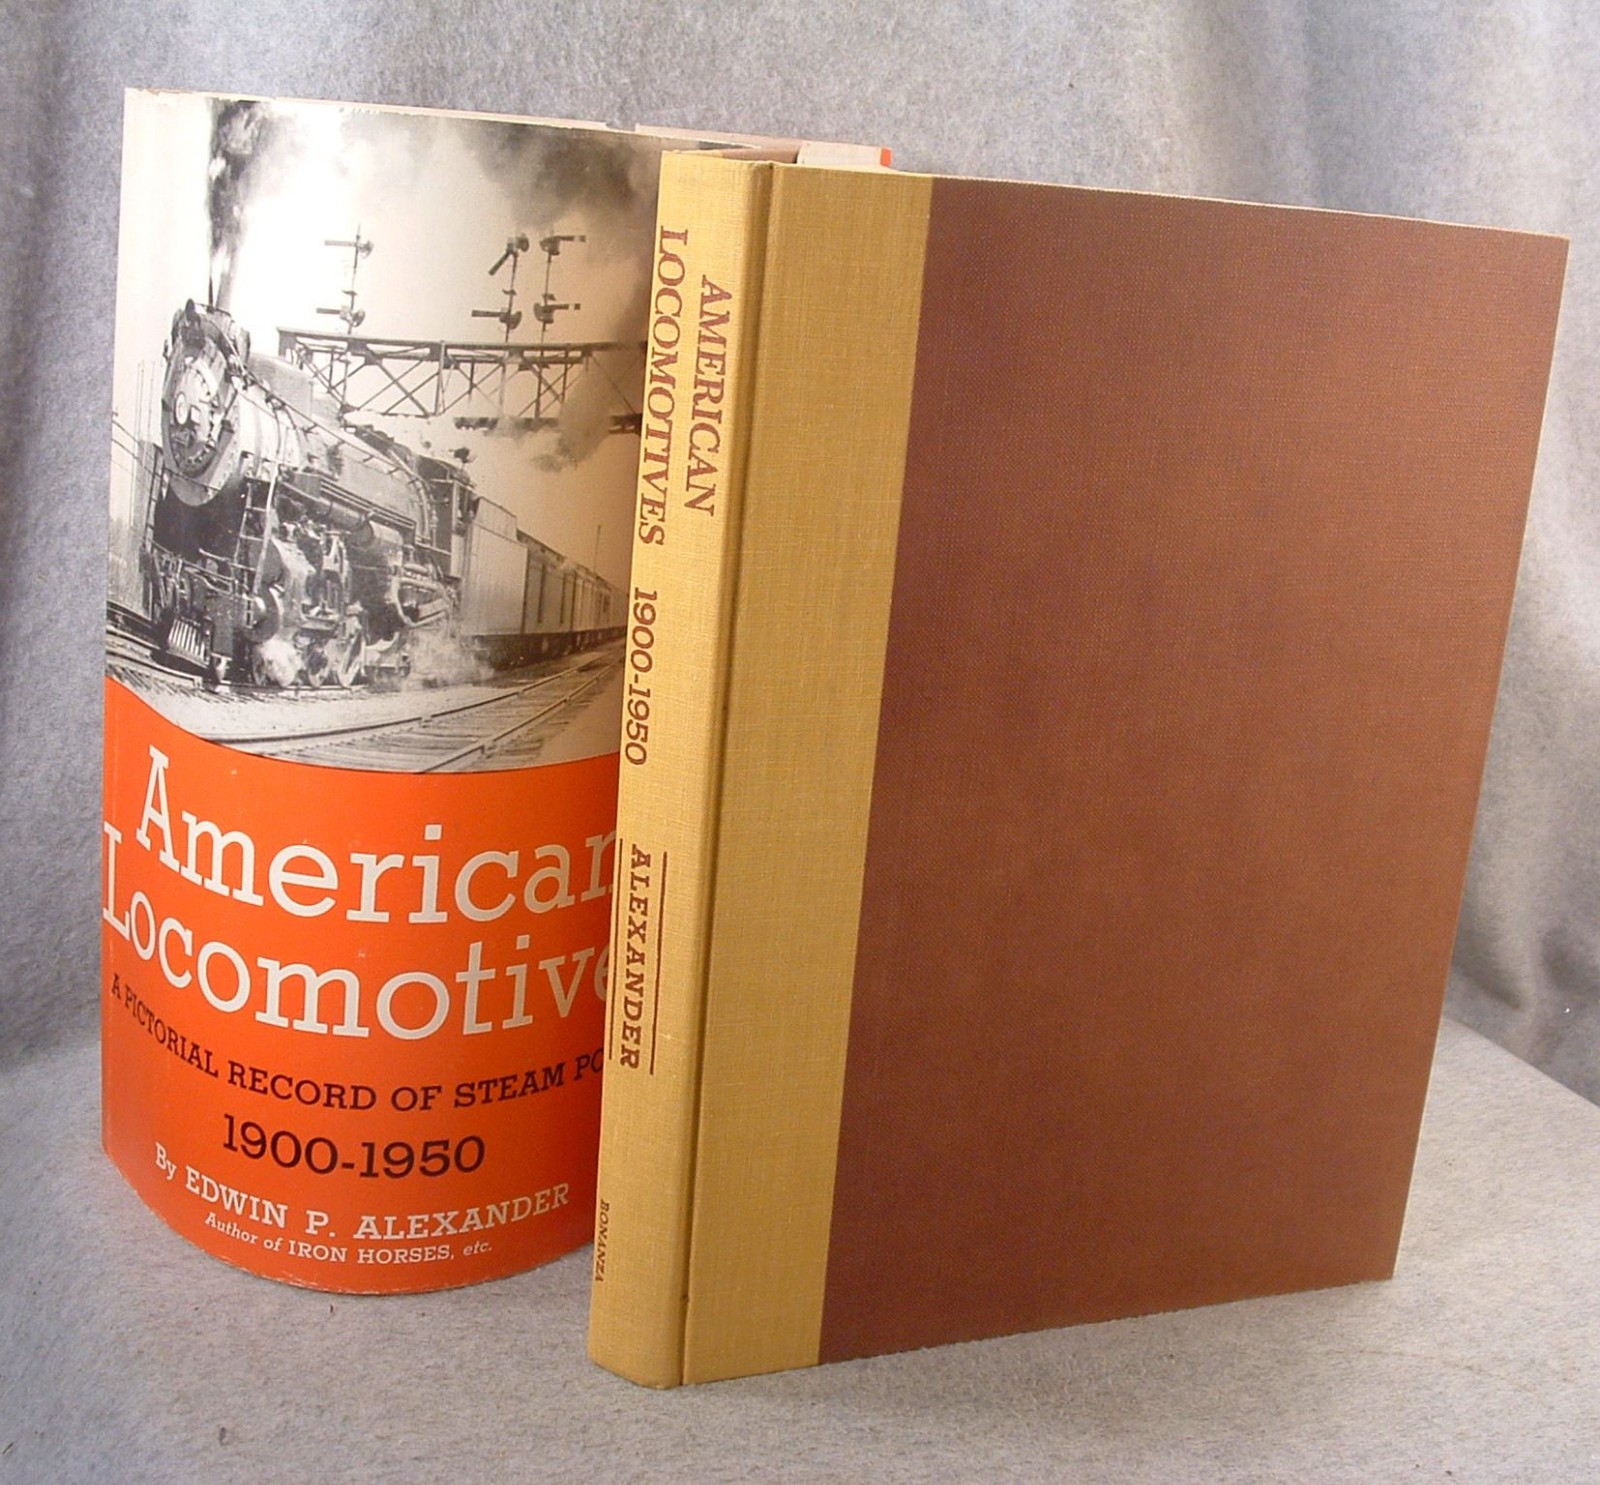 American
Locomotive
A PICTORIAL RECORD OF STEAM PO
1900-1950
By EDWIN P. ALEXANDER
Author of IRON HORSES, etc.
AMERICAN
LOCOMOTIVES 1900-1950
ALEXANDER
BONANZA